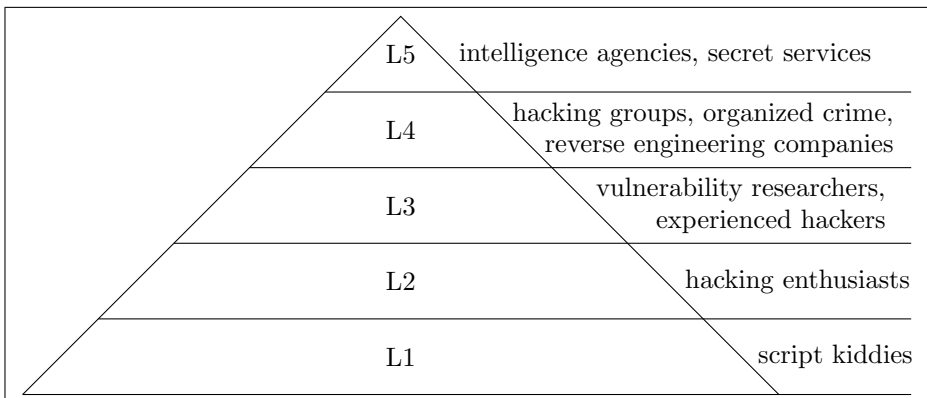 L5
intelligence agencies, secret services
L4
hacking groups, organized crime,
reverse engineering companies
L3
vulnerability researchers,
experienced hackers
L2
hacking enthusiasts
L1
script kiddies